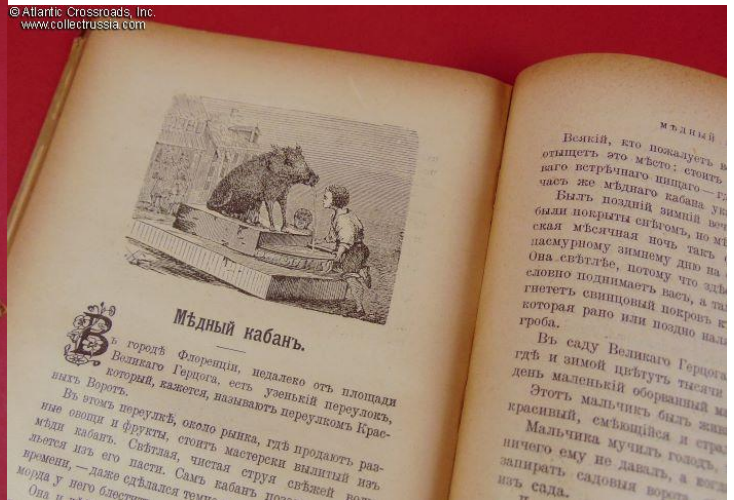 © Atlantic Crossroads, Inc.
www.collectrussia.com
Мѣдный кабанъ.
Въ городѣ Флоренціи, недалеко отъ площади
Великаго Герцога, есть узенькій переулокъ,
который, кажется, называютъ переулкомъ Крас-
ныхъ Воротъ.
Въ этомъ переулкѣ, около рынка, гдѣ продаютъ раз-
ные овощи и фрукты, стоитъ мастерски вылитый изъ
мѣди кабанъ. Свѣтлая, чистая струя свѣжей
льется изъ его пасти. Самъ кабанъ
времени, — даже сдѣлался
морда у него
Она
мѣдный
Всякій, кто пожалуетъ
отыщетъ это мѣсто: стоитъ
ваго встрѣчнаго нищаго — 
часъ же мѣднаго кабана
Былъ поздній зимній
были покрыты снѣгомъ, но
ская мѣсячная ночь такъ
пасмурному зимнему дню на
Она свѣтлѣе, потому что
словно поднимаетъ васъ, а
гнететъ свинцовый покровъ
которая рано или поздно
гроба.
Въ саду Великаго Герцога
гдѣ и зимой цвѣтутъ тысячи
день маленькій оборванный
Этотъ мальчикъ былъ
красивый, смѣющійся и
Мальчика мучилъ голодъ,
ничего ему не давалъ, а
запирать садовыя
изъ сада.